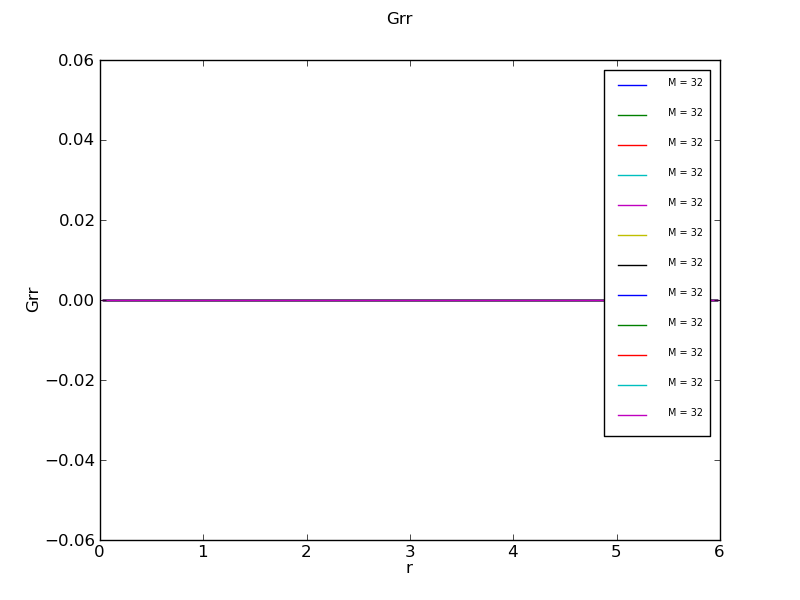 Grr
0.06
0.04
0.02
0.00
−0.02
−0.04
−0.06
Grr
0
1
2
3
4
5
6
r
M = 32
M = 32
M = 32
M = 32
M = 32
M = 32
M = 32
M = 32
M = 32
M = 32
M = 32
M = 32